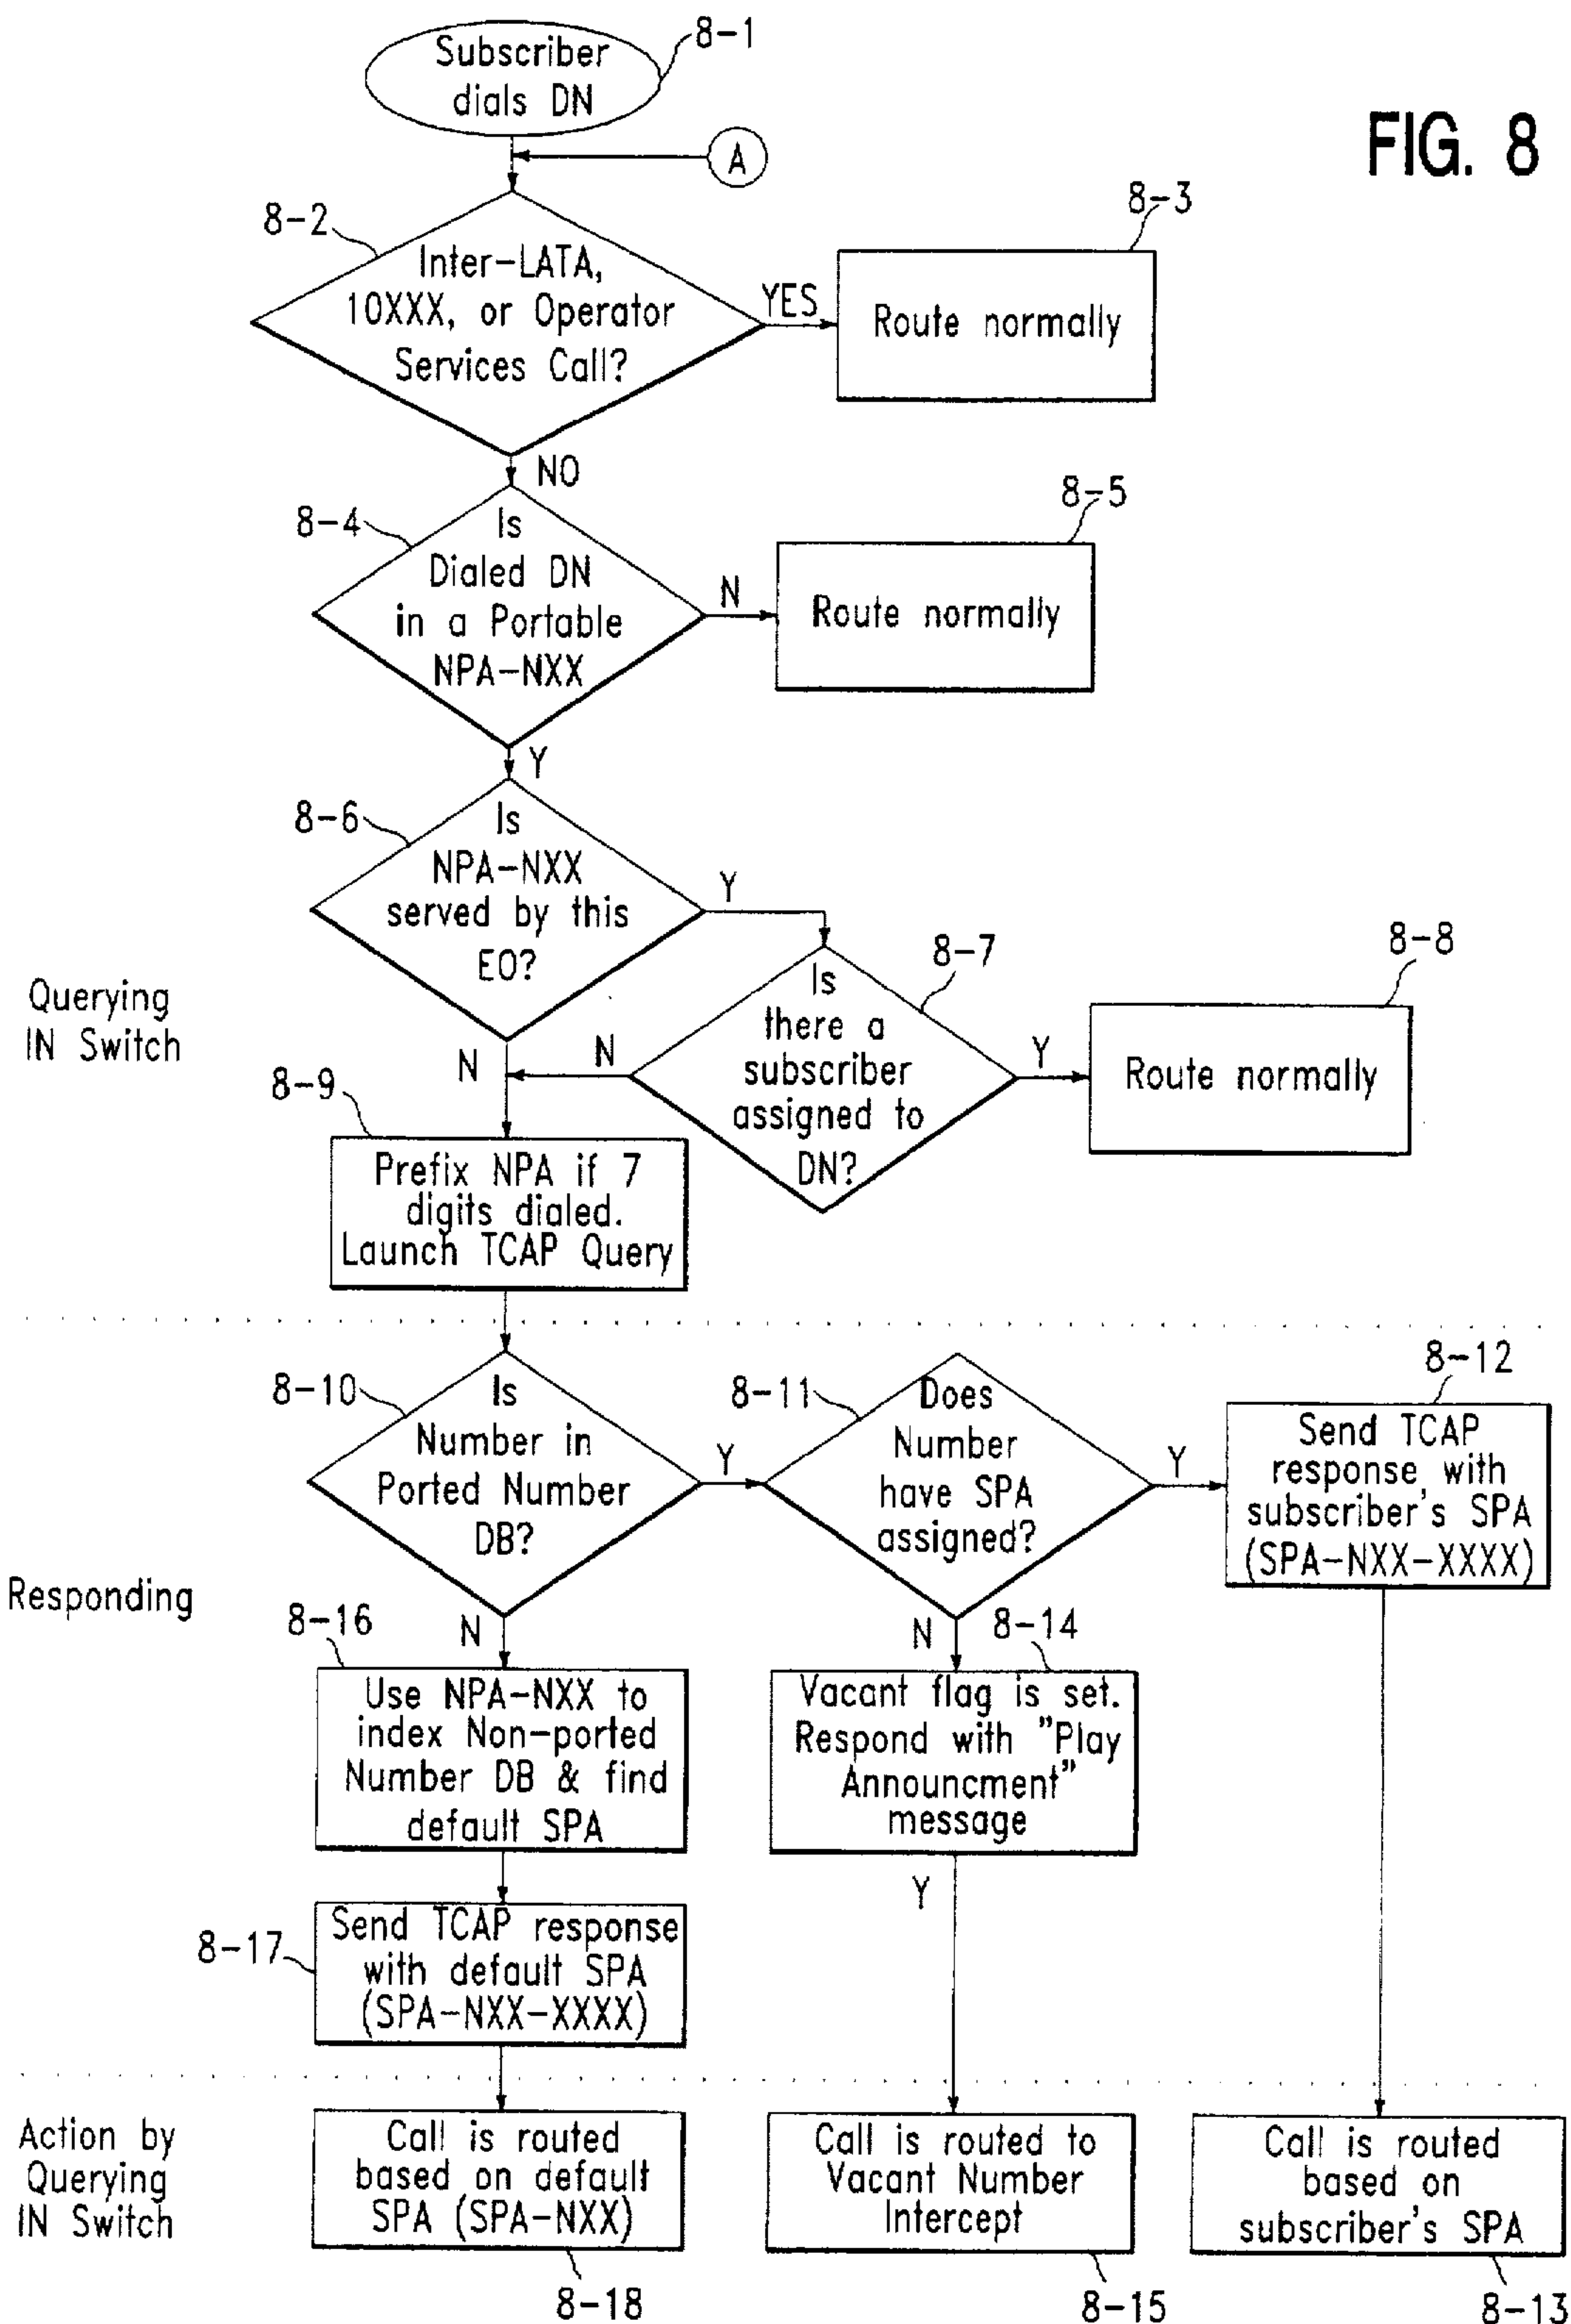 FIG. 8
8-1
Subscriber
dials DN
A
8-2
Inter-LATA,
10XXX, or Operator
Services Call?
YES
8-3
Route normally
NO
8-4
Is
Dialed DN
in a Portable
NPA-NXX
N
8-5
Route normally
Y
8-6
Is
NPA-NXX
served by this
EO?
Y
8-7
Is
there a
subscriber
assigned to
DN?
Y
8-8
Route normally
N
N
Querying
IN Switch
8-9
Prefix NPA if 7
digits dialed.
Launch TCAP Query
8-10
Is
Number in
Ported Number
DB?
Y
8-11
Does
Number
have SPA
assigned?
Y
8-12
Send TCAP
response with
subscriber's SPA
(SPA-NXX-XXXX)
Responding
N
8-16
Use NPA-NXX to
index Non-ported
Number DB & find
default SPA
N
8-14
Vacant flag is set.
Respond with "Play
Announcment"
message
Y
8-17
Send TCAP response
with default SPA
(SPA-NXX-XXXX)
Action by
Querying
IN Switch
Call is routed
based on default
SPA (SPA-NXX)
8-18
Call is routed to
Vacant Number
Intercept
8-15
Call is routed
based on
subscriber's SPA
8-13